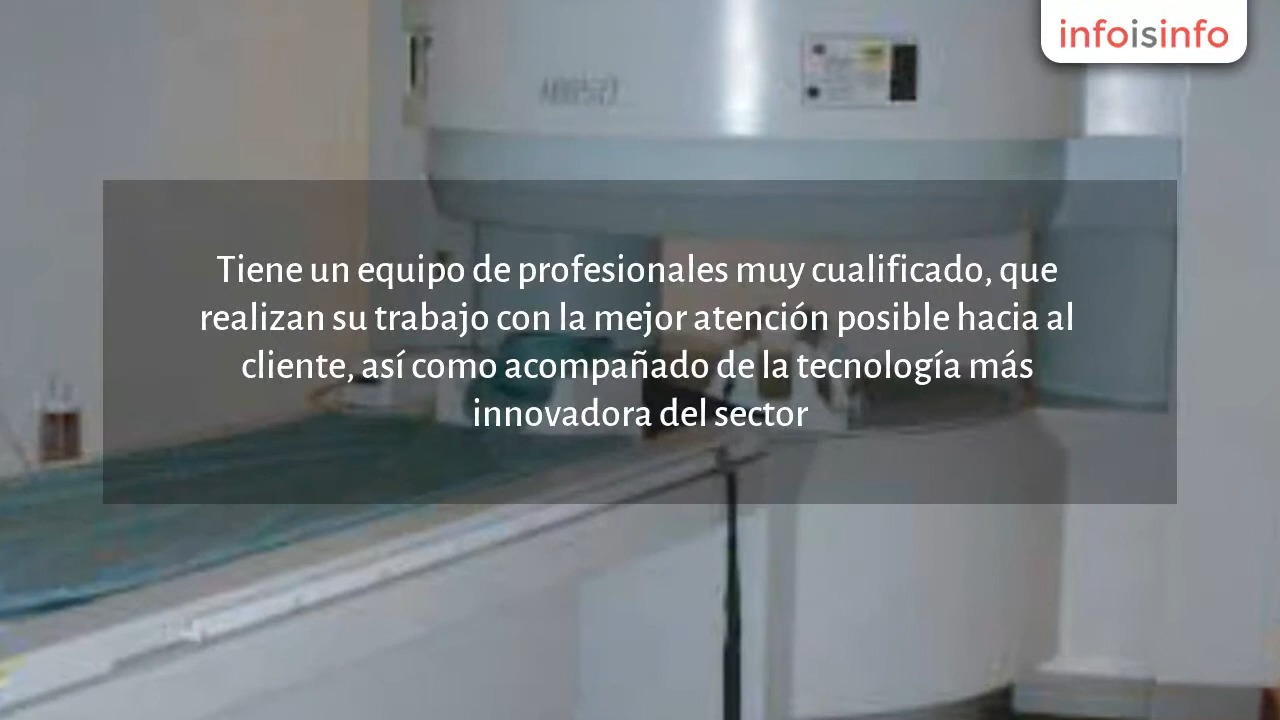 infoisinfo
Tiene un equipo de profesionales muy cualificado, que
realizan su trabajo con la mejor atención posible hacia al
cliente, así como acompañado de la tecnología más
innovadora del sector